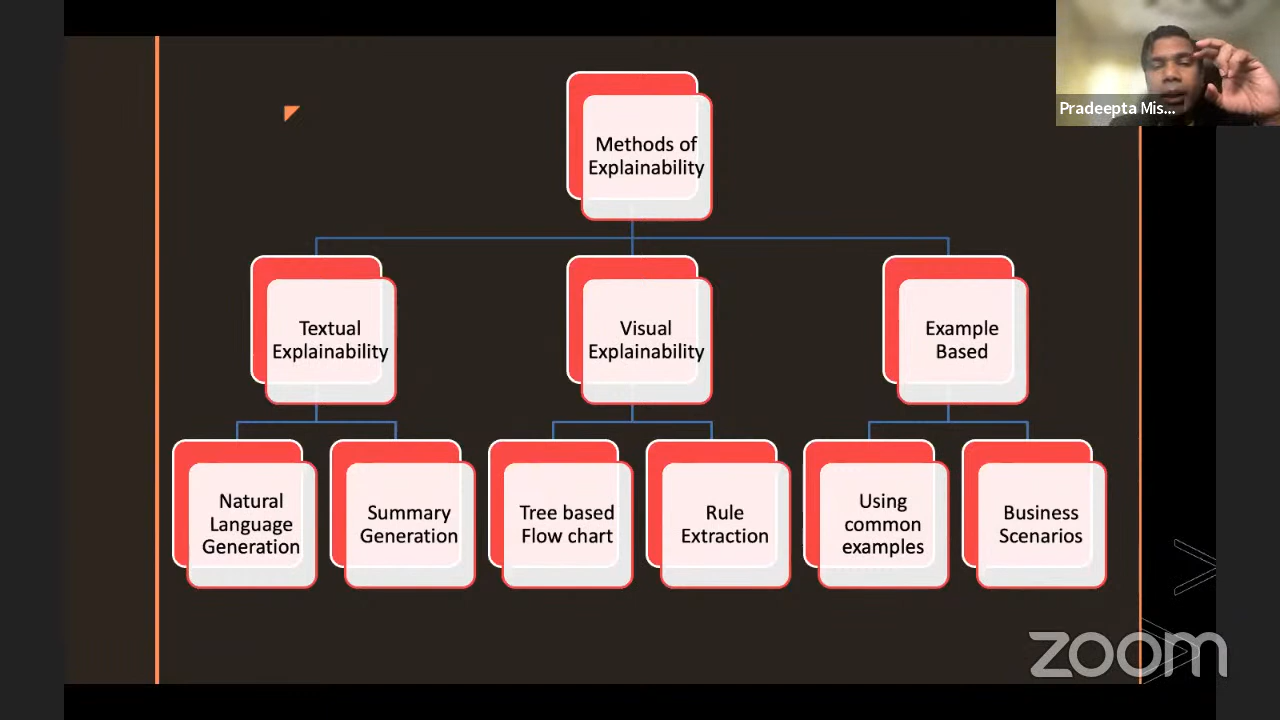 Pradeepta Mis...
Methods of
Explainability
Textual
Explainability
Visual
Explainability
Example
Based
Natural
Language
Generation
Summary
Generation
Tree based
Flow chart
Rule
Extraction
Using
common
examples
Business
Scenarios
zoom